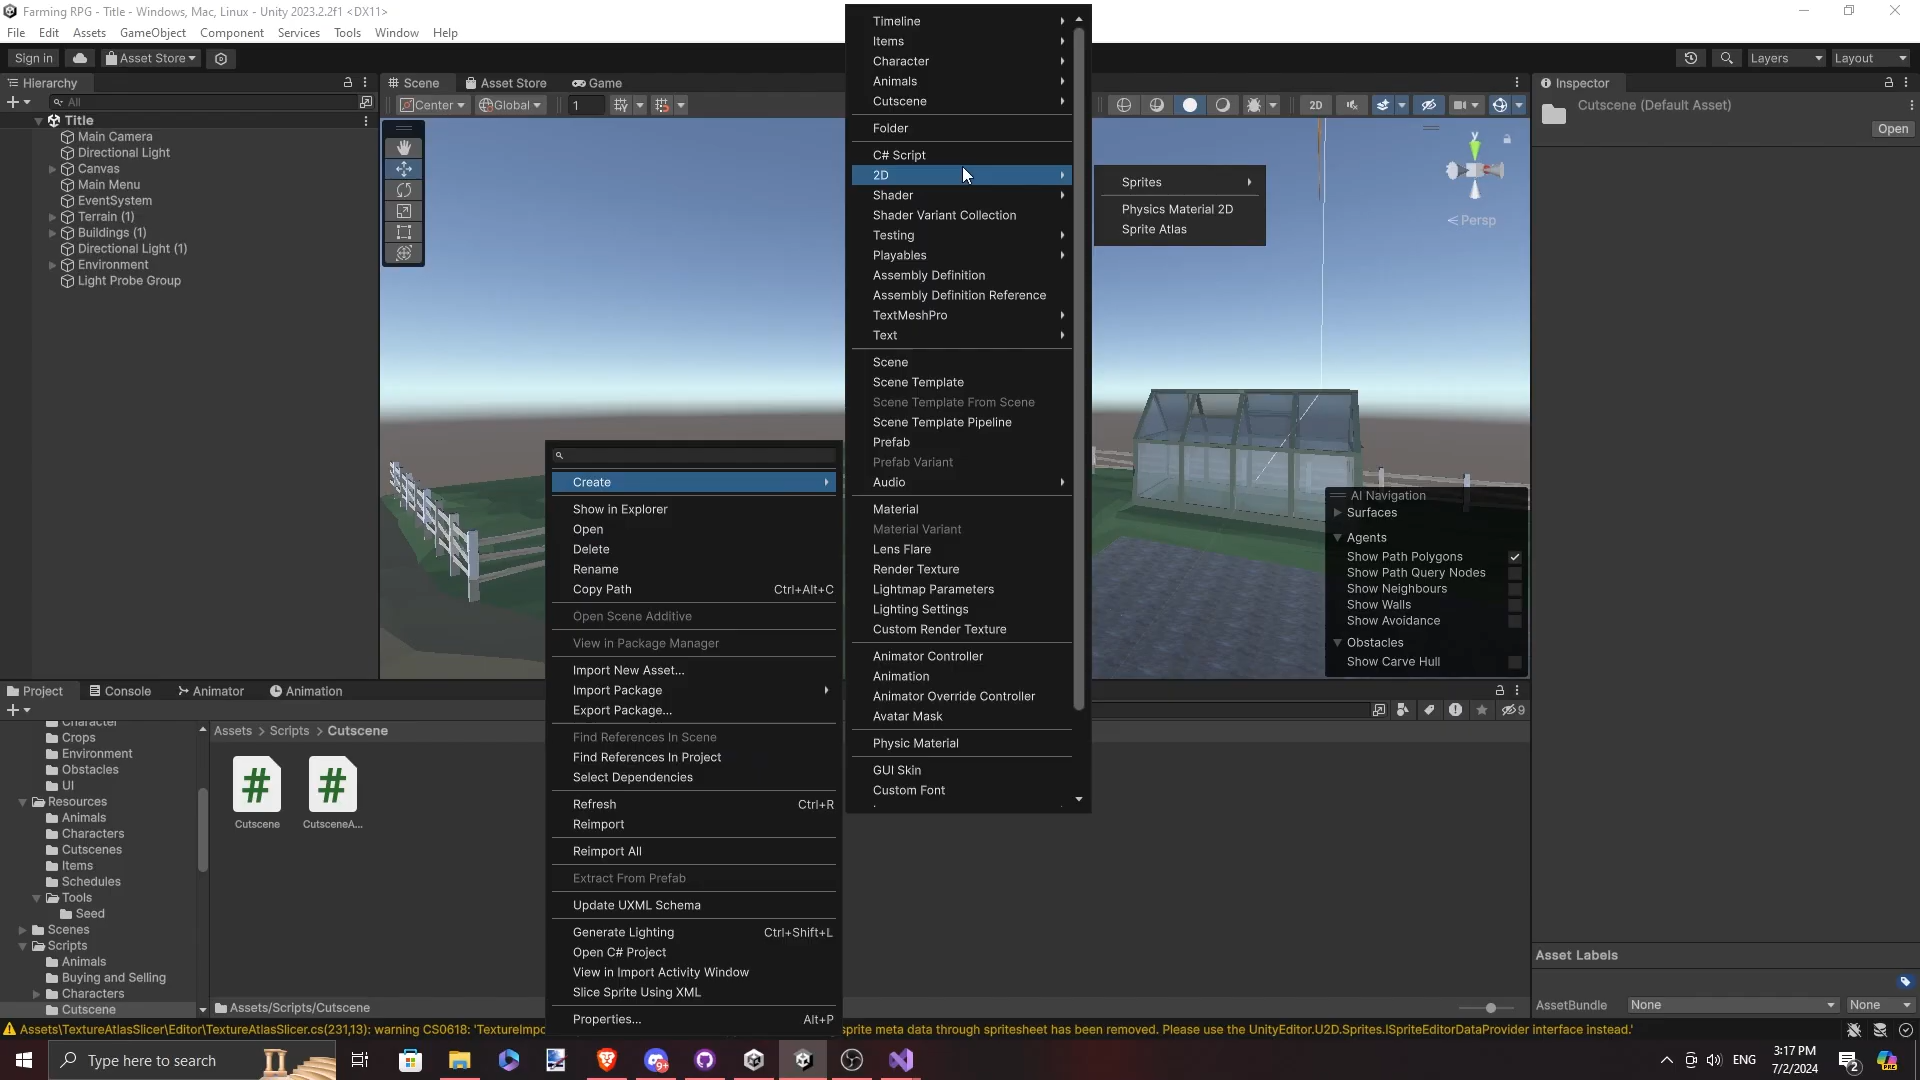 Farming RPG - Title - Windows, Mac, Linux - Unity 2023.2.2f1 <DX11>
File Edit Assets GameObject Component Services Tools Window Help
Sign in
Asset Store
Layers
Layout
Hierarchy
All
Title
Main Camera
Directional Light
Canvas
Main Menu
EventSystem
Terrain (1)
Buildings (1)
Directional Light (1)
Environment
Light Probe Group
Scene
Asset Store
Game
Center
Global
1
2D
Persp
y
Timeline
Items
Character
Animals
Cutscene
Folder
C# Script
2D
Shader
Shader Variant Collection
Testing
Playables
Assembly Definition
Assembly Definition Reference
TextMeshPro
Text
Scene
Scene Template
Scene Template From Scene
Scene Template Pipeline
Prefab
Prefab Variant
Audio
Material
Material Variant
Lens Flare
Render Texture
Lightmap Parameters
Lighting Settings
Custom Render Texture
Animator Controller
Animation
Animator Override Controller
Avatar Mask
Physic Material
GUI Skin
Custom Font
Sprites
Physics Material 2D
Sprite Atlas
Create
Show in Explorer
Open
Delete
Rename
Copy Path Ctrl+Alt+C
Open Scene Additive
View in Package Manager
Import New Asset...
Import Package
Export Package...
Find References In Scene
Find References In Project
Select Dependencies
Refresh Ctrl+R
Reimport
Reimport All
Extract From Prefab
Update UXML Schema
Generate Lighting Ctrl+Shift+L
Open C# Project
View in Import Activity Window
Slice Sprite Using XML
Properties... Alt+P
AI Navigation
Surfaces
Agents
Show Path Polygons
Show Path Query Nodes
Show Neighbours
Show Walls
Show Avoidance
Obstacles
Show Carve Hull
Inspector
Cutscene (Default Asset)
Open
Asset Labels
AssetBundle None None
Project
Console
Animator
Animation
9
Character
Crops
Environment
Obstacles
UI
Resources
Animals
Characters
Cutscenes
Items
Schedules
Tools
Seed
Scenes
Scripts
Animals
Buying and Selling
Characters
Cutscene
Assets > Scripts > Cutscene
Cutscene
CutsceneA...
Assets/Scripts/Cutscene
Assets\TextureAtlasSlicer\Editor\TextureAtlasSlicer.cs(231,13): warning CS0618: 'TextureImpo
sprite meta data through spritesheet has been removed. Please use the UnityEditor.U2D.Sprites.ISpriteEditorDataProvider interface instead.'
Type here to search
9+
ENG
3:17 PM
7/2/2024
2
PRE